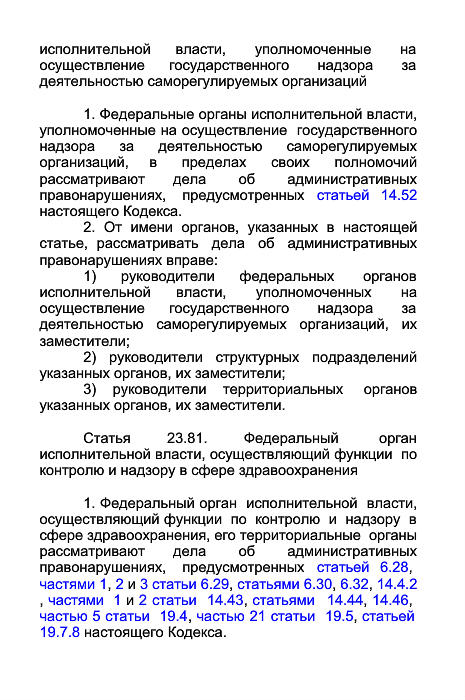 исполнительной власти, уполномоченные на
осуществление государственного надзора за
деятельностью саморегулируемых организаций
1. Федеральные органы исполнительной власти,
уполномоченные на осуществление государственного
надзора за деятельностью саморегулируемых
организаций, в пределах своих полномочий
рассматривают дела об административных
правонарушениях, предусмотренных статьей 14.52
настоящего Кодекса.
2. От имени органов, указанных в настоящей
статье, рассматривать дела об административных
правонарушениях вправе:
1) руководители федеральных органов
исполнительной власти, уполномоченных на
осуществление государственного надзора за
деятельностью саморегулируемых организаций, их
заместители;
2) руководители структурных подразделений
указанных органов, их заместители;
3) руководители территориальных органов
указанных органов, их заместители.
Статья 23.81. Федеральный орган
исполнительной власти, осуществляющий функции по
контролю и надзору в сфере здравоохранения
1. Федеральный орган исполнительной власти,
осуществляющий функции по контролю и надзору в
сфере здравоохранения, его территориальные органы
рассматривают дела об административных
правонарушениях, предусмотренных статьей 6.28,
частями 1, 2 и 3 статьи 6.29, статьями 6.30, 6.32, 14.4.2
, частями 1 и 2 статьи 14.43, статьями 14.44, 14.46,
частью 5 статьи 19.4, частью 21 статьи 19.5, статьей
19.7.8 настоящего Кодекса.